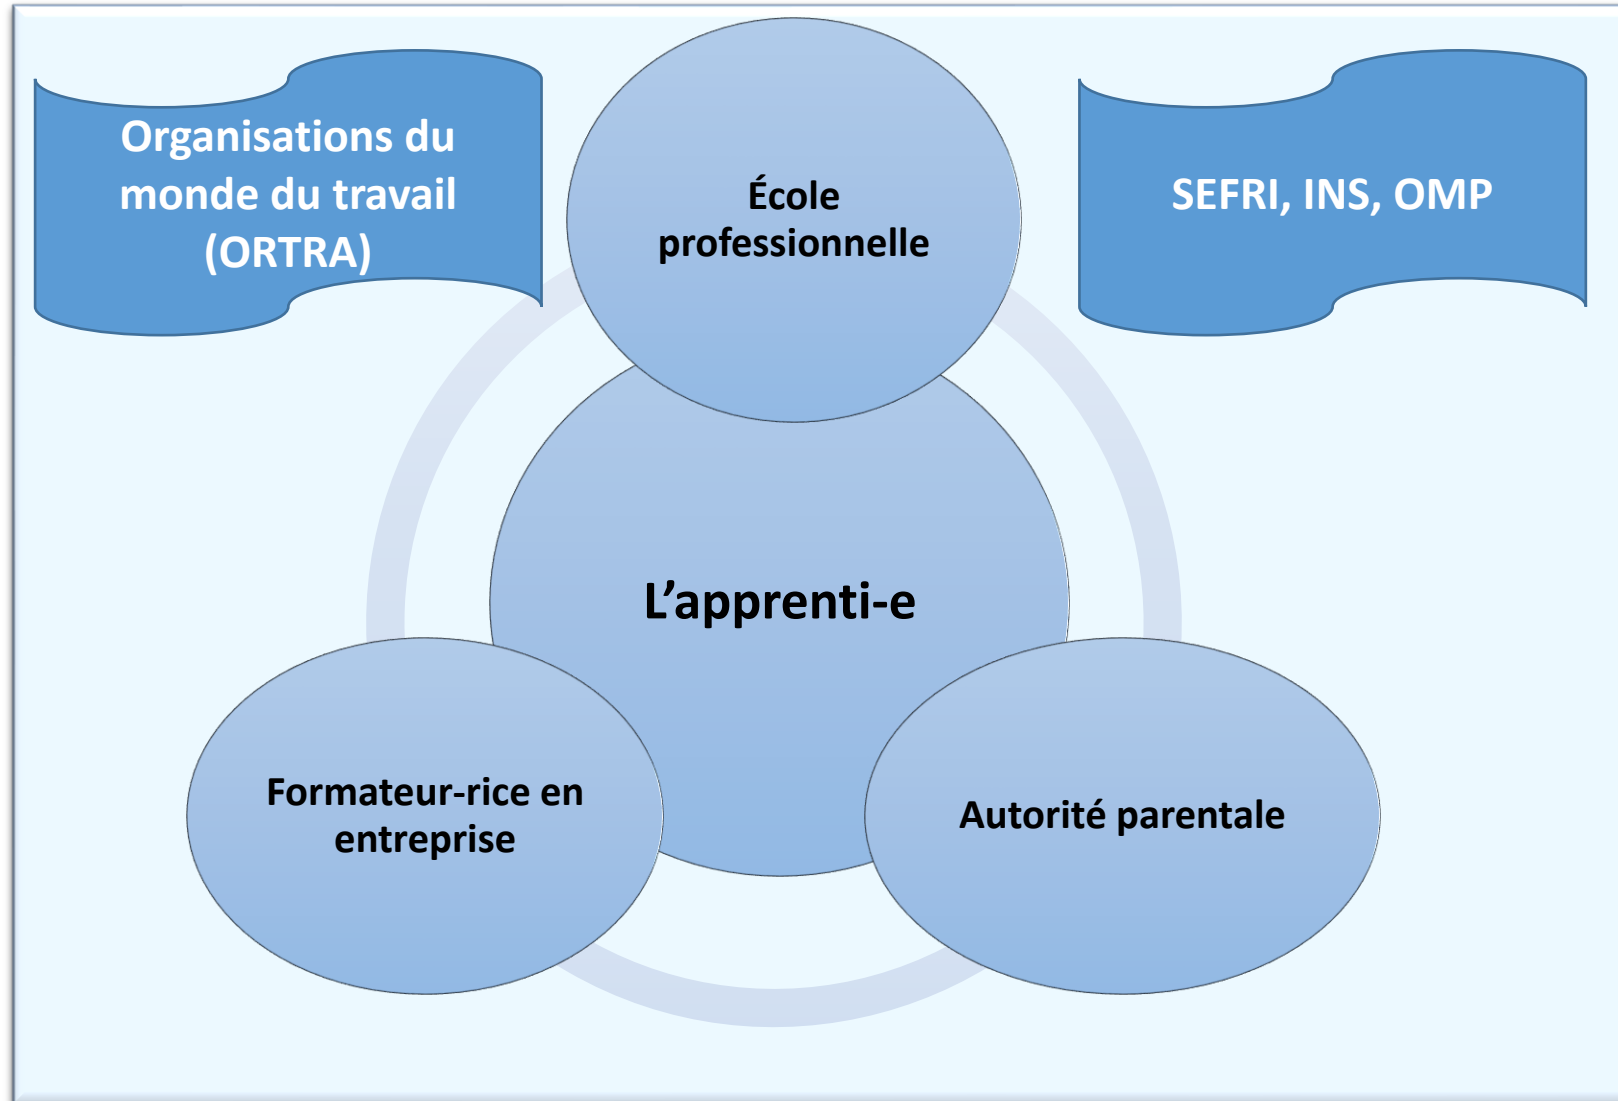 Organisations du
monde du travail
(ORTRA)
École
professionnelle
SEFRI, INS, OMP
L’apprenti-e
Formateur-rice en
entreprise
Autorité parentale